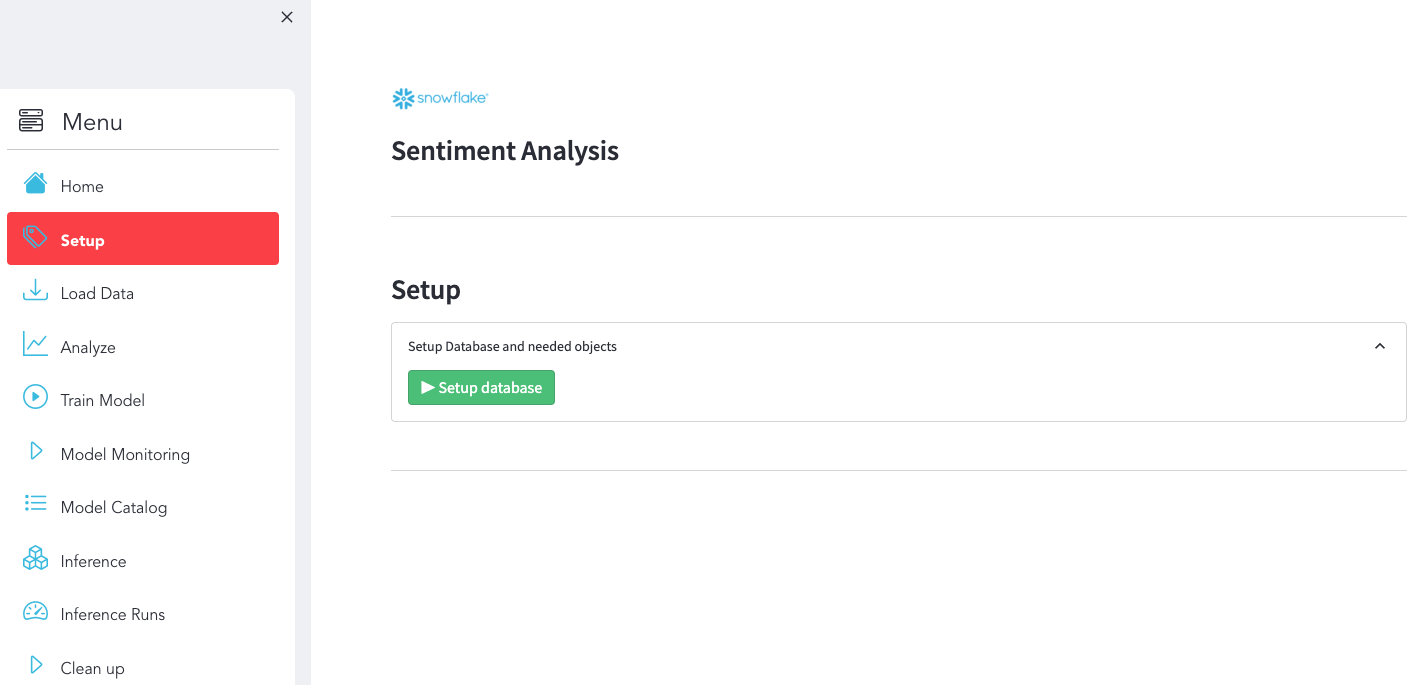 Menu
Home
Setup
Load Data
Analyze
Train Model
Model Monitoring
Model Catalog
Inference
Inference Runs
Clean up
snowflake®
Sentiment Analysis
Setup
Setup Database and needed objects
Setup database